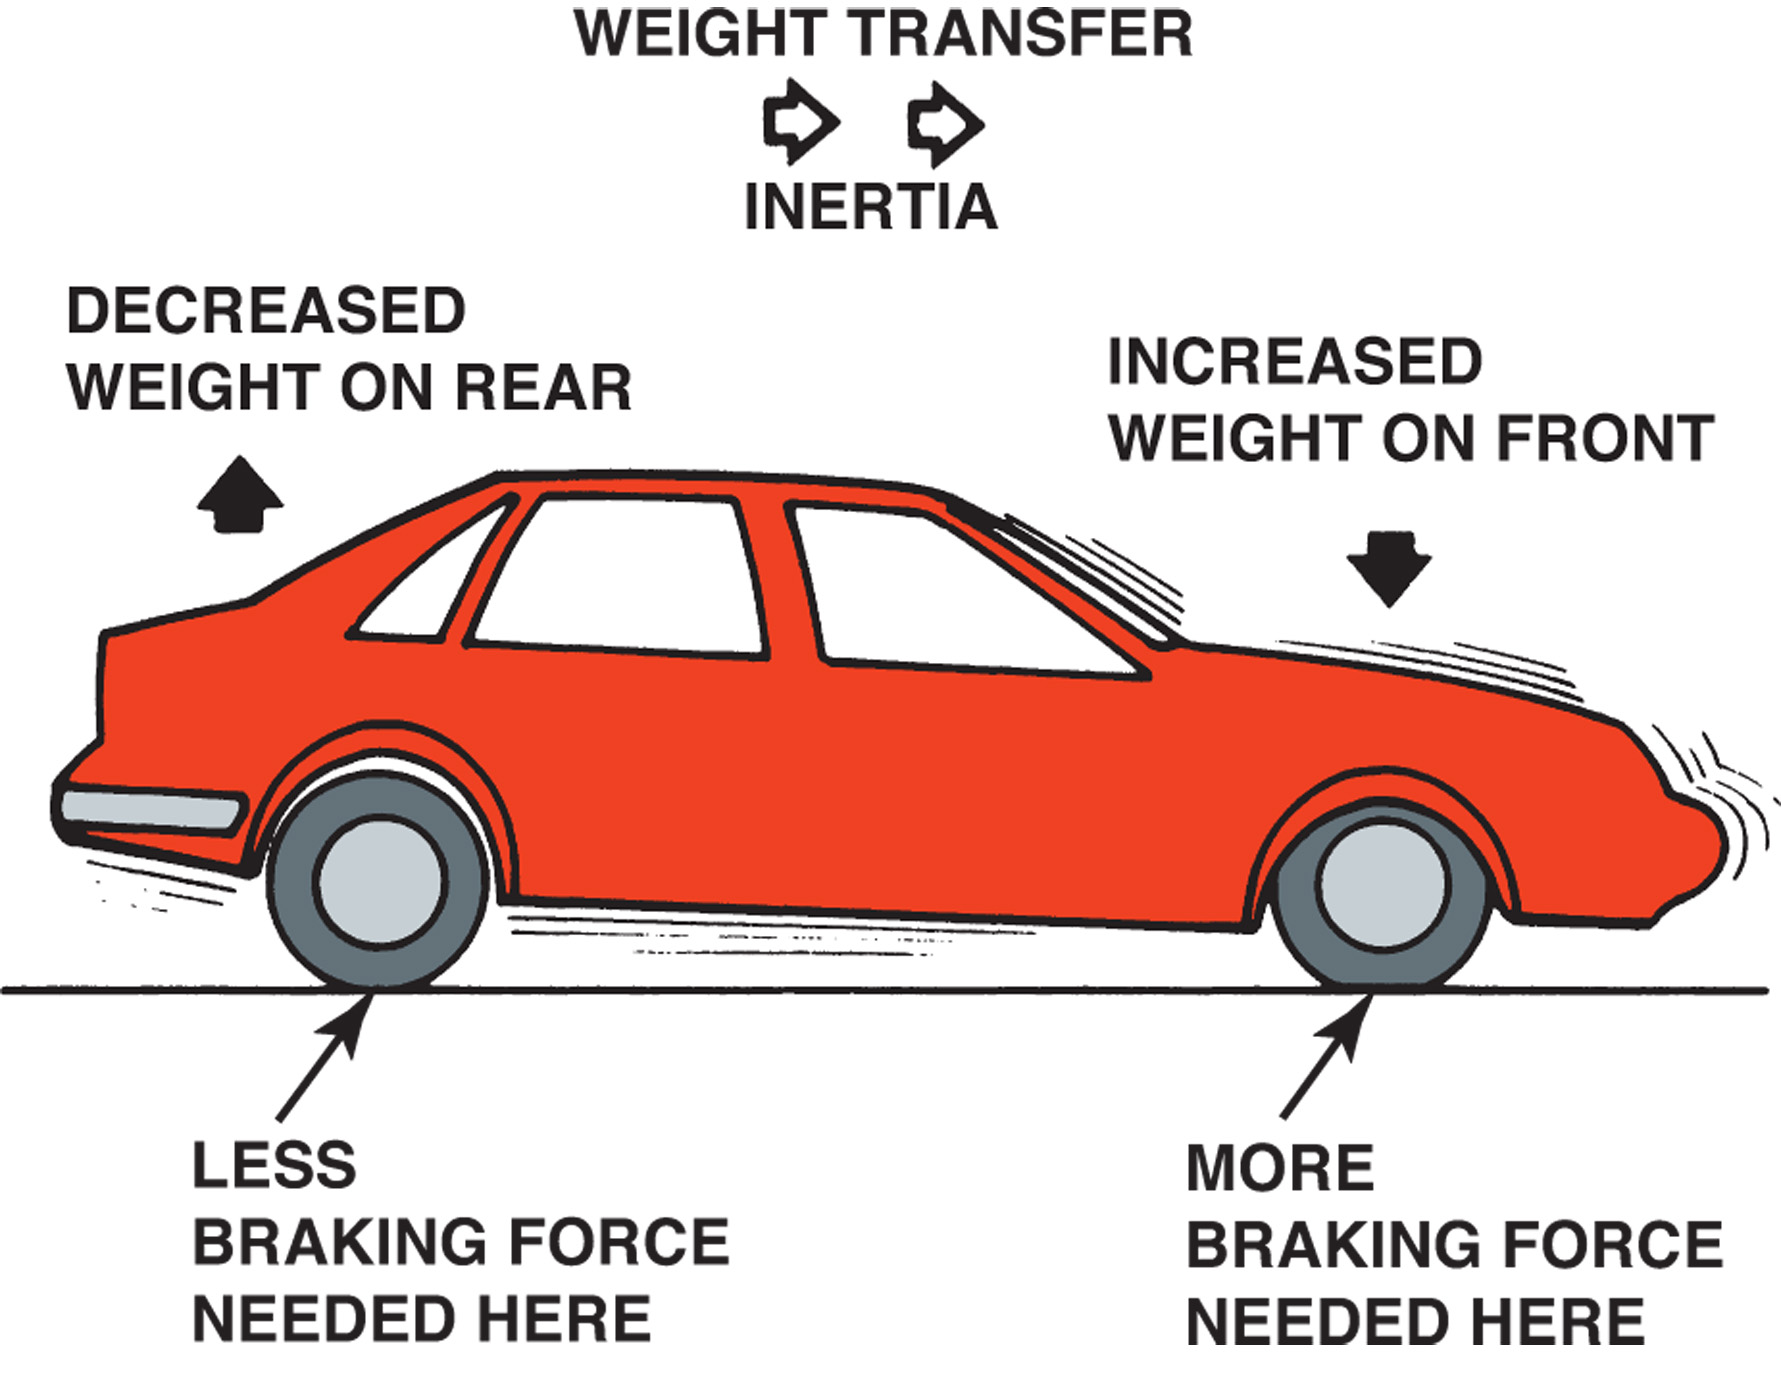 WEIGHT TRANSFER
INERTIA
DECREASED
WEIGHT ON REAR
INCREASED
WEIGHT ON FRONT
LESS
BRAKING FORCE
NEEDED HERE
MORE
BRAKING FORCE
NEEDED HERE